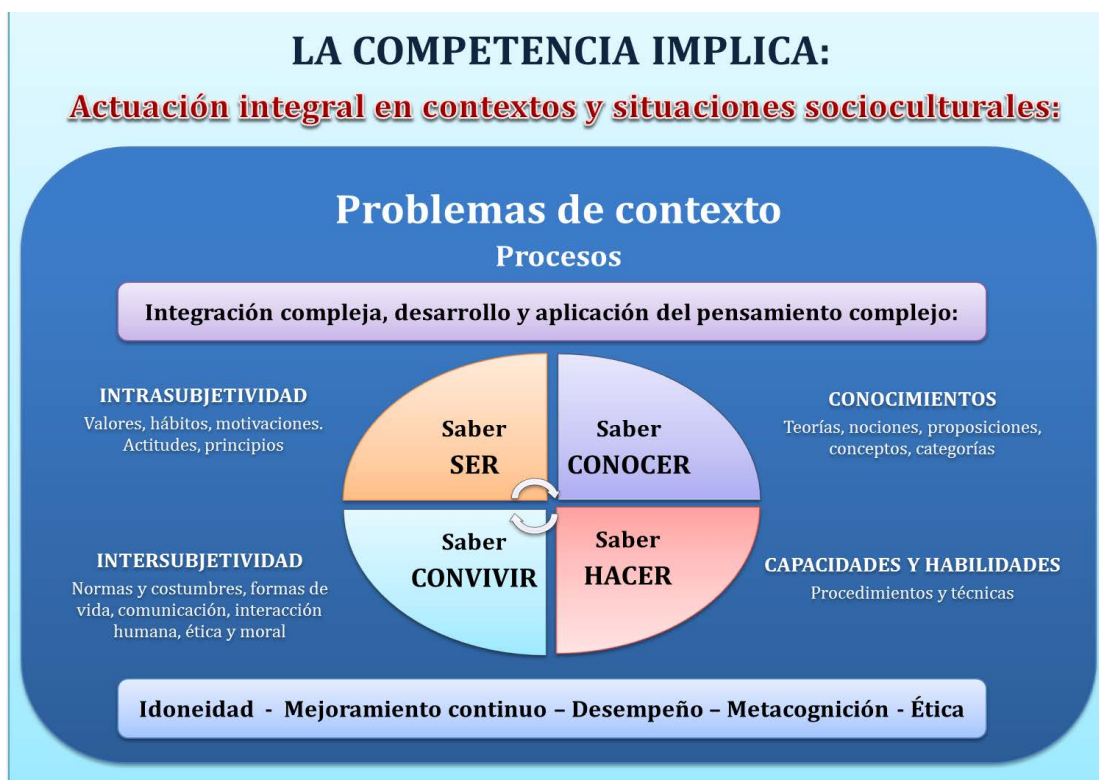 LA COMPETENCIA IMPLICA:
Actuación integral en contextos y situaciones socioculturales:
Problemas de contexto
Procesos
Integración compleja, desarrollo y aplicación del pensamiento complejo:
INTRASUBJETIVIDAD
Valores, hábitos, motivaciones.
Actitudes, principios
Saber
SER
Saber
CONOCER
CONOCIMIENTOS
Teorías, nociones, proposiciones,
conceptos, categorías
INTERSUBJETIVIDAD
Normas y costumbres, formas de
vida, comunicación, interacción
humana, ética y moral
Saber
CONVIVIR
Saber
HACER
CAPACIDADES Y HABILIDADES
Procedimientos y técnicas
Idoneidad - Mejoramiento continuo – Desempeño – Metacognición - Ética